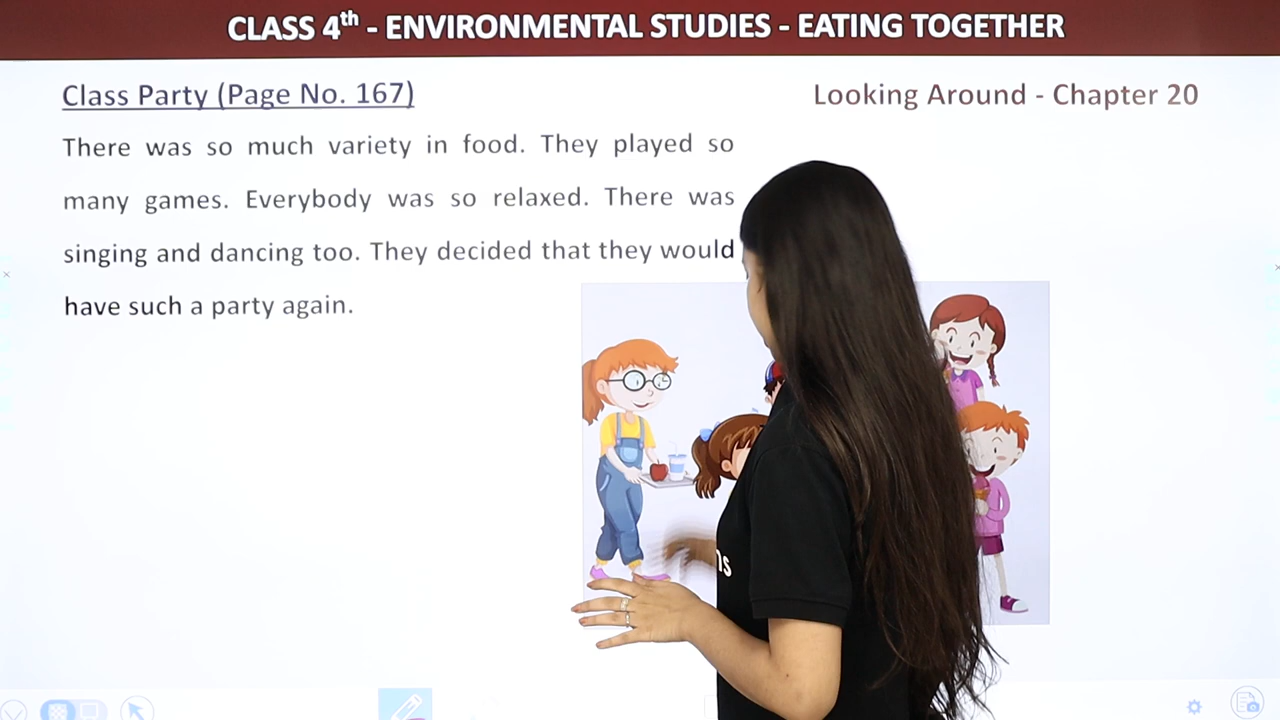 CLASS 4th - ENVIRONMENTAL STUDIES - EATING TOGETHER
Class Party (Page No. 167)
Looking Around - Chapter 20
There was so much variety in food. They played so
many games. Everybody was so relaxed. There was
singing and dancing too. They decided that they would
have such a party again.